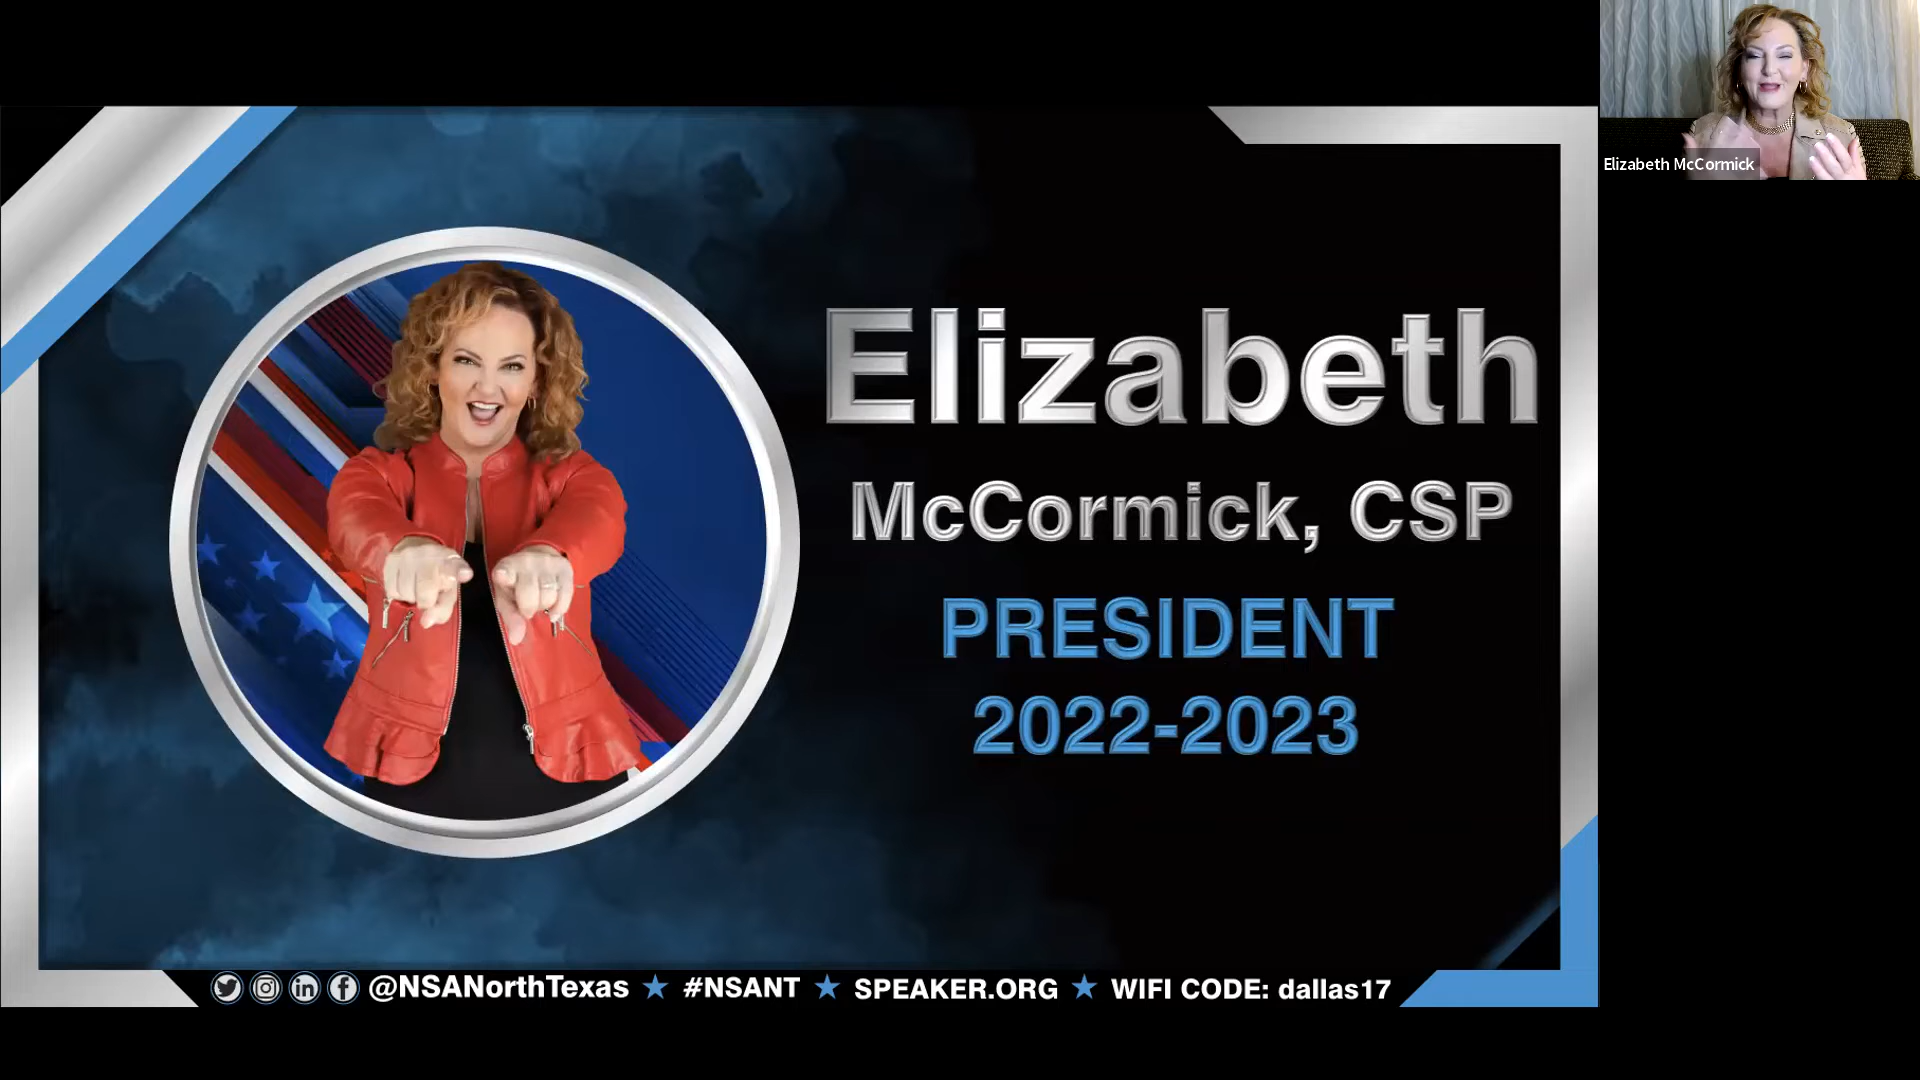 Elizabeth McCormick
Elizabeth
McCormick, CSP
PRESIDENT
2022-2023
@NSANorthTexas ★ #NSANT ★ SPEAKER.ORG ★ WIFI CODE: dallas17